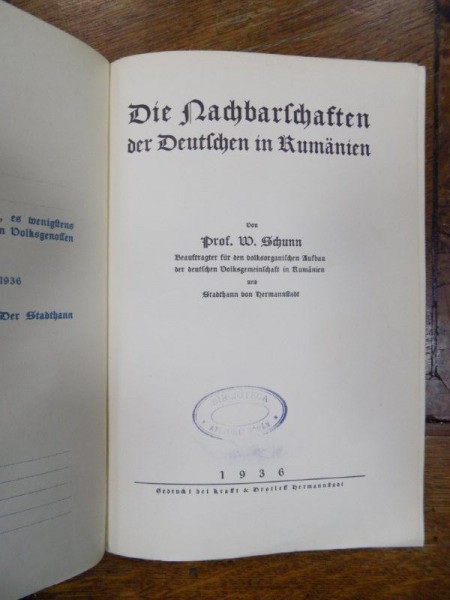 , es wenigstens
n Volksgenossen
1936
Der Stadthann
Die Nachbarschaften
der Deutschen in Rumänien
Von
Prof. W. Schunn
Beauftragter für den volksorganischen Aufbau
der deutschen Volksgemeinschaft in Rumänien
und
Stadthann von Hermannstadt
BIBLIOTECA
1936
Gedruckt bei Krafft & Drotleff Hermannstadt